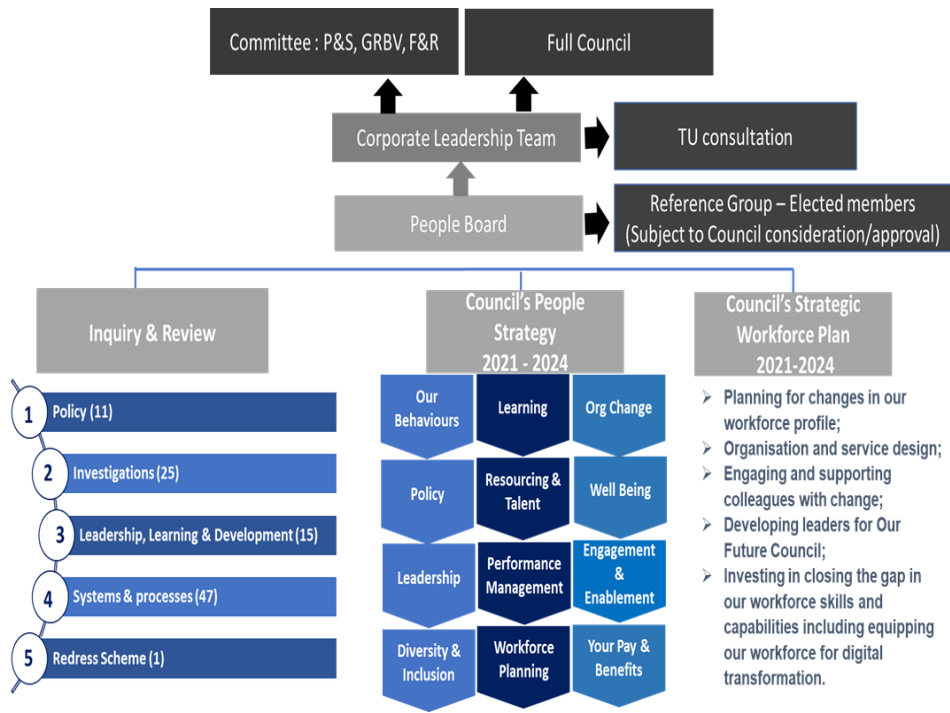 Committee : P&S, GRBV, F&R
Full Council
Corporate Leadership Team
TU consultation
People Board
Reference Group – Elected members
(Subject to Council consideration/approval)
Inquiry & Review
1
Policy (11)
2
Investigations (25)
3
Leadership, Learning & Development (15)
4
Systems & processes (47)
5
Redress Scheme (1)
Council's People
Strategy
2021 - 2024
Our
Behaviours
Learning
Org Change
Policy
Resourcing &
Talent
Well Being
Leadership
Performance
Management
Engagement
&
Enablement
Diversity &
Inclusion
Workforce
Planning
Your Pay &
Benefits
Council's Strategic
Workforce Plan
2021-2024
➢ Planning for changes in our
workforce profile;
➢ Organisation and service design;
➢ Engaging and supporting
colleagues with change;
➢ Developing leaders for Our
Future Council;
➢ Investing in closing the gap in
our workforce skills and
capabilities including equipping
our workforce for digital
transformation.